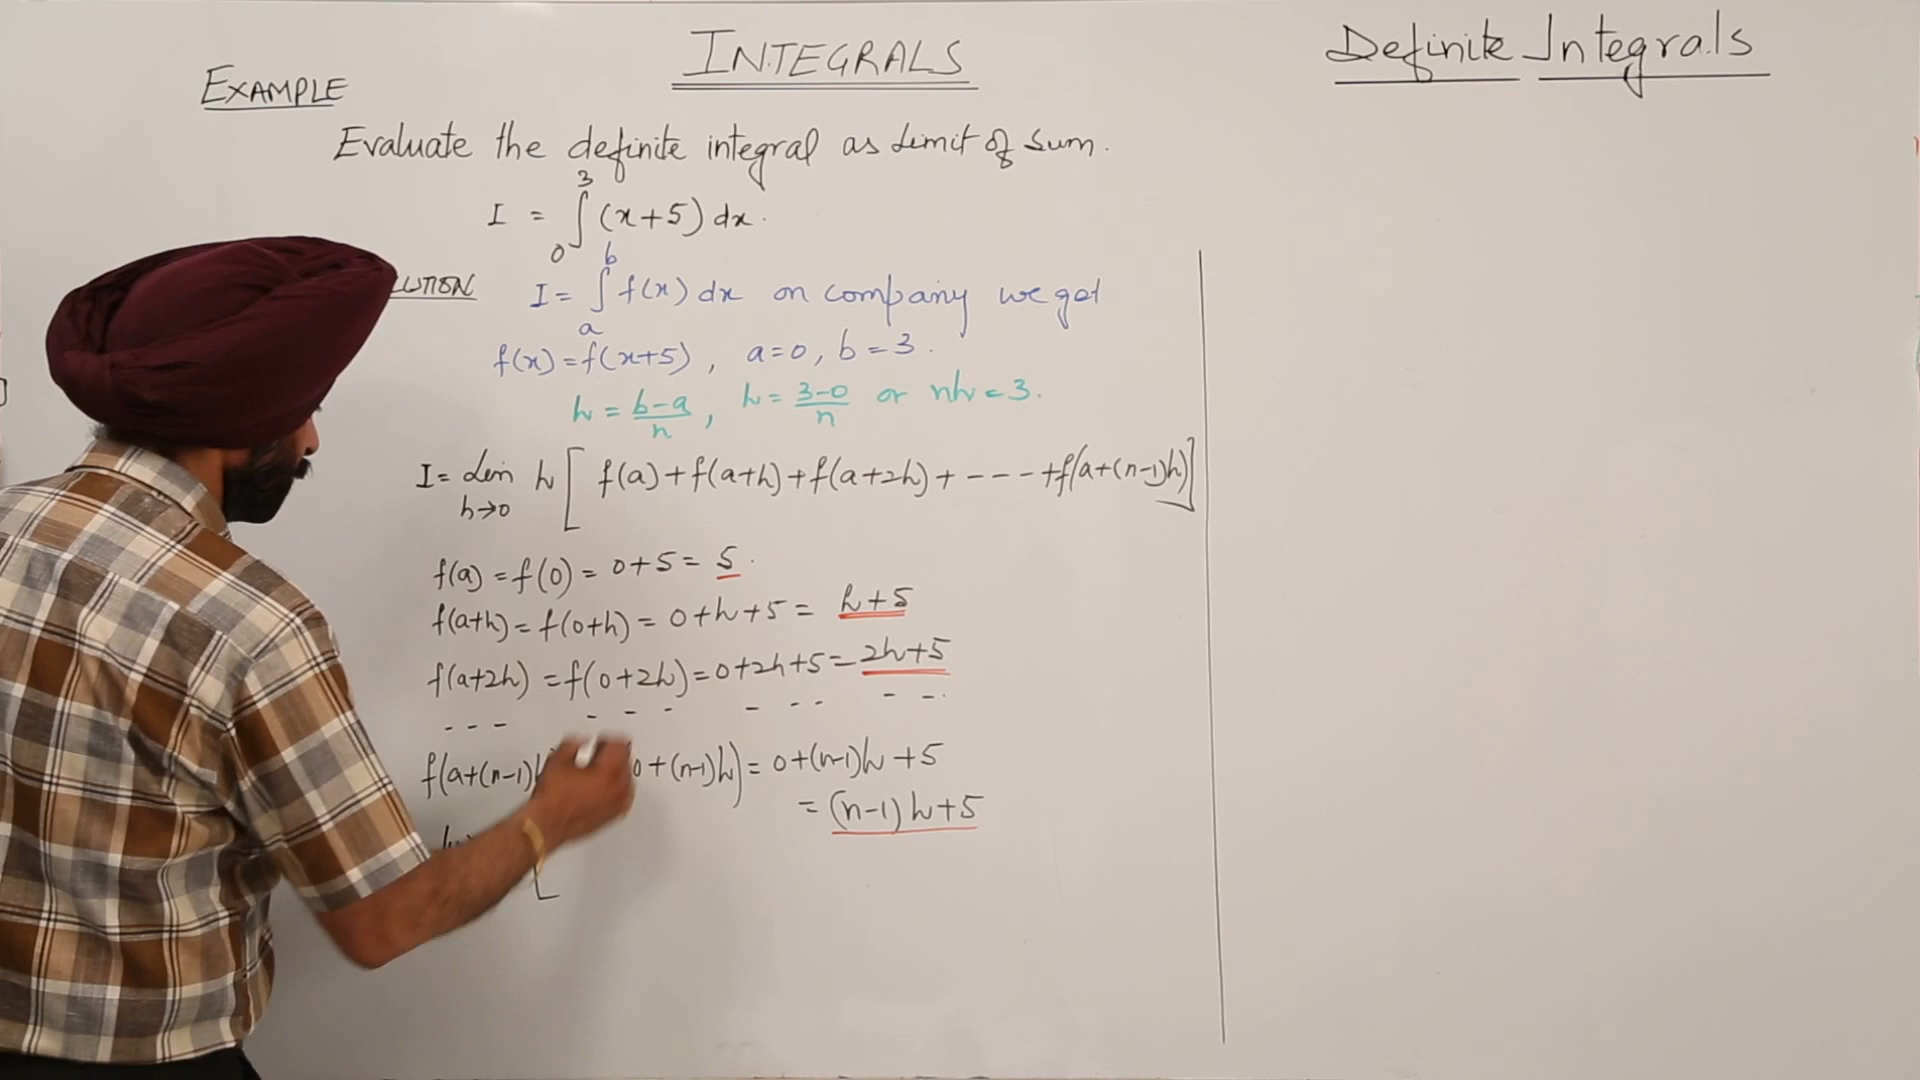 INTEGRALS
Definite Integrals
EXAMPLE
Evaluate the definite integral as Limit of Sum.
I = ∫₀³ (x+5) dx.
LUTION I = ∫ₐᵇ f(x) dx on company we get
f(x) = f(x+5), a=0, b=3.
h = (b-a)/n, h = (3-0)/n or nh = 3.
I = Lim h→0 h [ f(a)+f(a+h)+f(a+2h)+ ---- +f(a+(n-1)h)]
f(a) = f(0) = 0+5 = 5.
f(a+h) = f(0+h) = 0+h+5 = h+5
f(a+2h) = f(0+2h) = 0+2h+5 = 2h+5
--- --- --- --.
f(a+(n-1)h 0+(n-1)h) = 0+(n-1)h+5
= (n-1)h+5
[